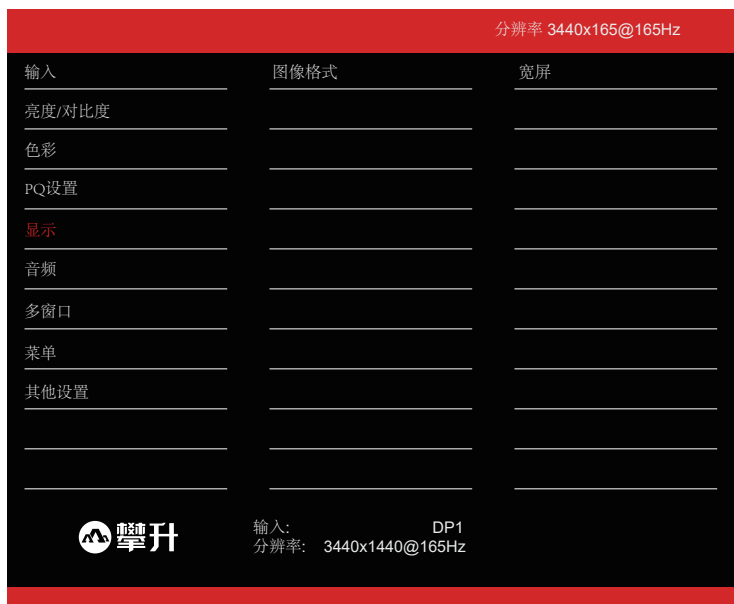 分辨率 3440x165@165Hz
输入 图像格式 宽屏
亮度/对比度
色彩
PQ设置
显示
音频
多窗口
菜单
其他设置
攀升
输入: DP1
分辨率: 3440x1440@165Hz